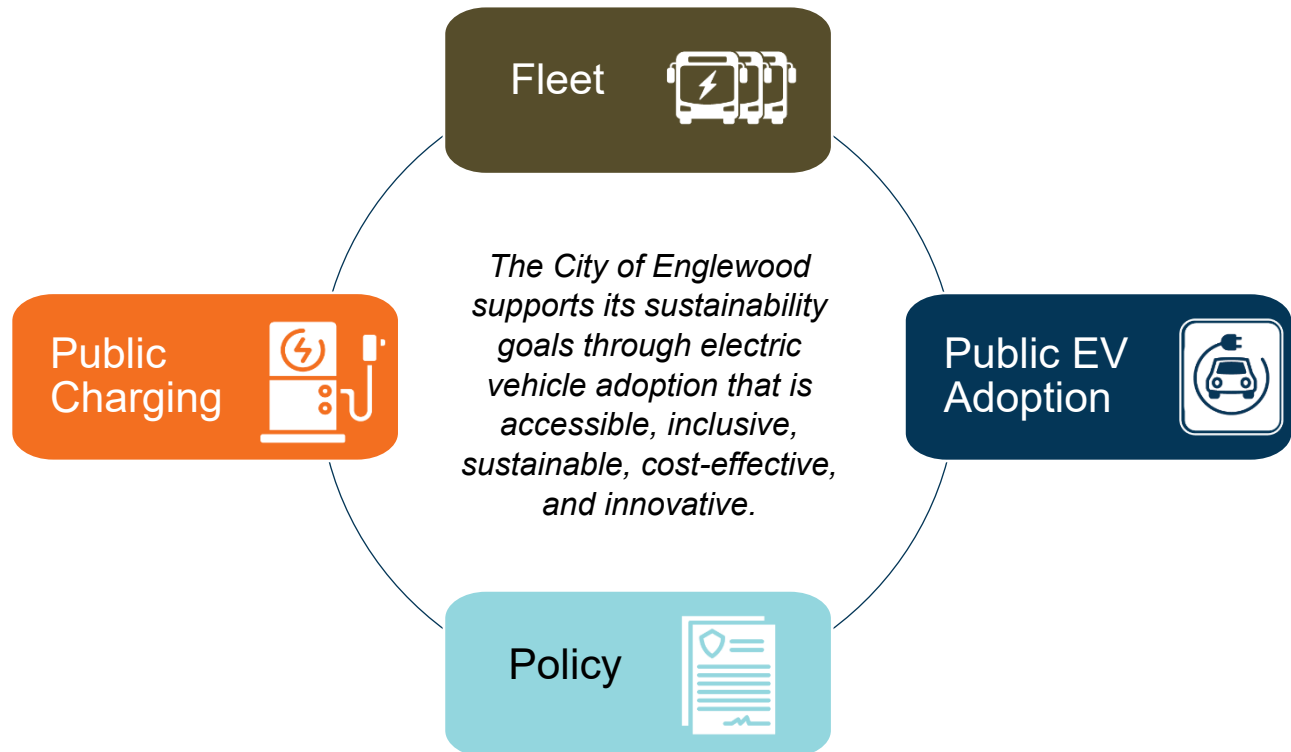 Fleet
The City of Englewood
supports its sustainability
goals through electric
vehicle adoption that is
accessible, inclusive,
sustainable, cost-effective,
and innovative.
Public
Charging
Public EV
Adoption
Policy